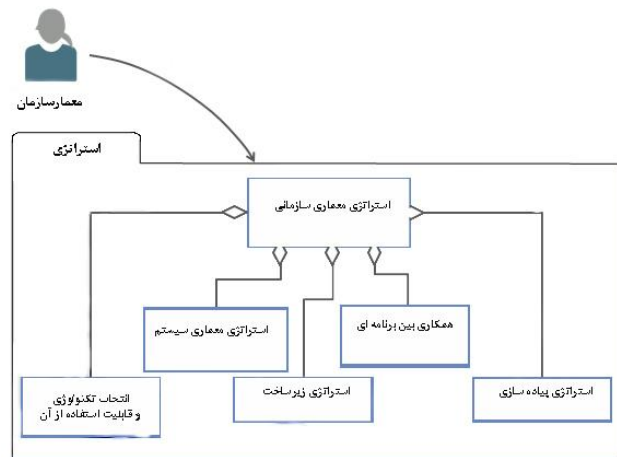 معمارسازمان
استراتژی
استراتژی معماری سازمانی
همکاری بین برنامه ای
استراتژی معماری سیستم
انتخاب تکنولوژی
و قابلیت استفاده از آن
استراتژی زیرساخت
استراتژی پیاده سازی